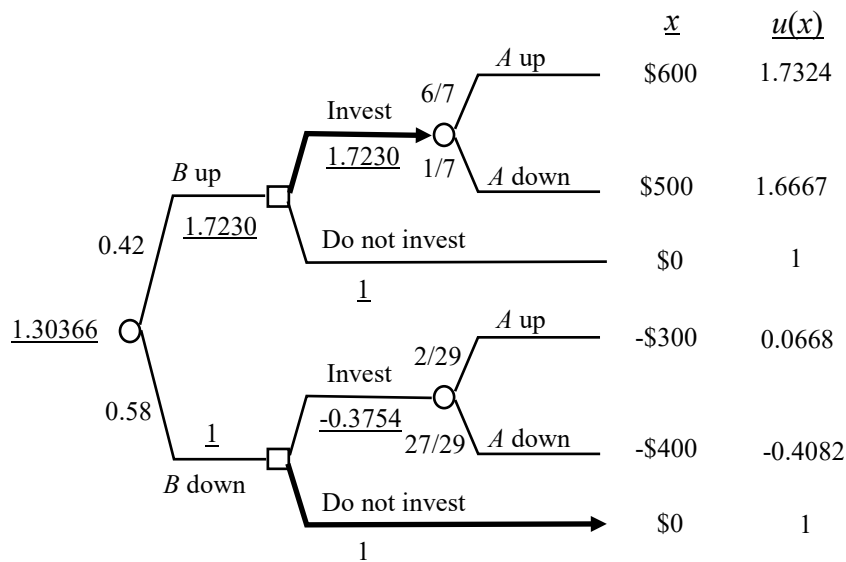 x u(x)
A up $600 1.7324
6/7
Invest
1.7230 1/7
B up A down $500 1.6667
1.7230 Do not invest
0.42 $0 1
1
1.30366 A up -$300 0.0668
2/29
Invest
0.58 1 -0.3754
27/29 A down -$400 -0.4082
B down
Do not invest $0 1
1